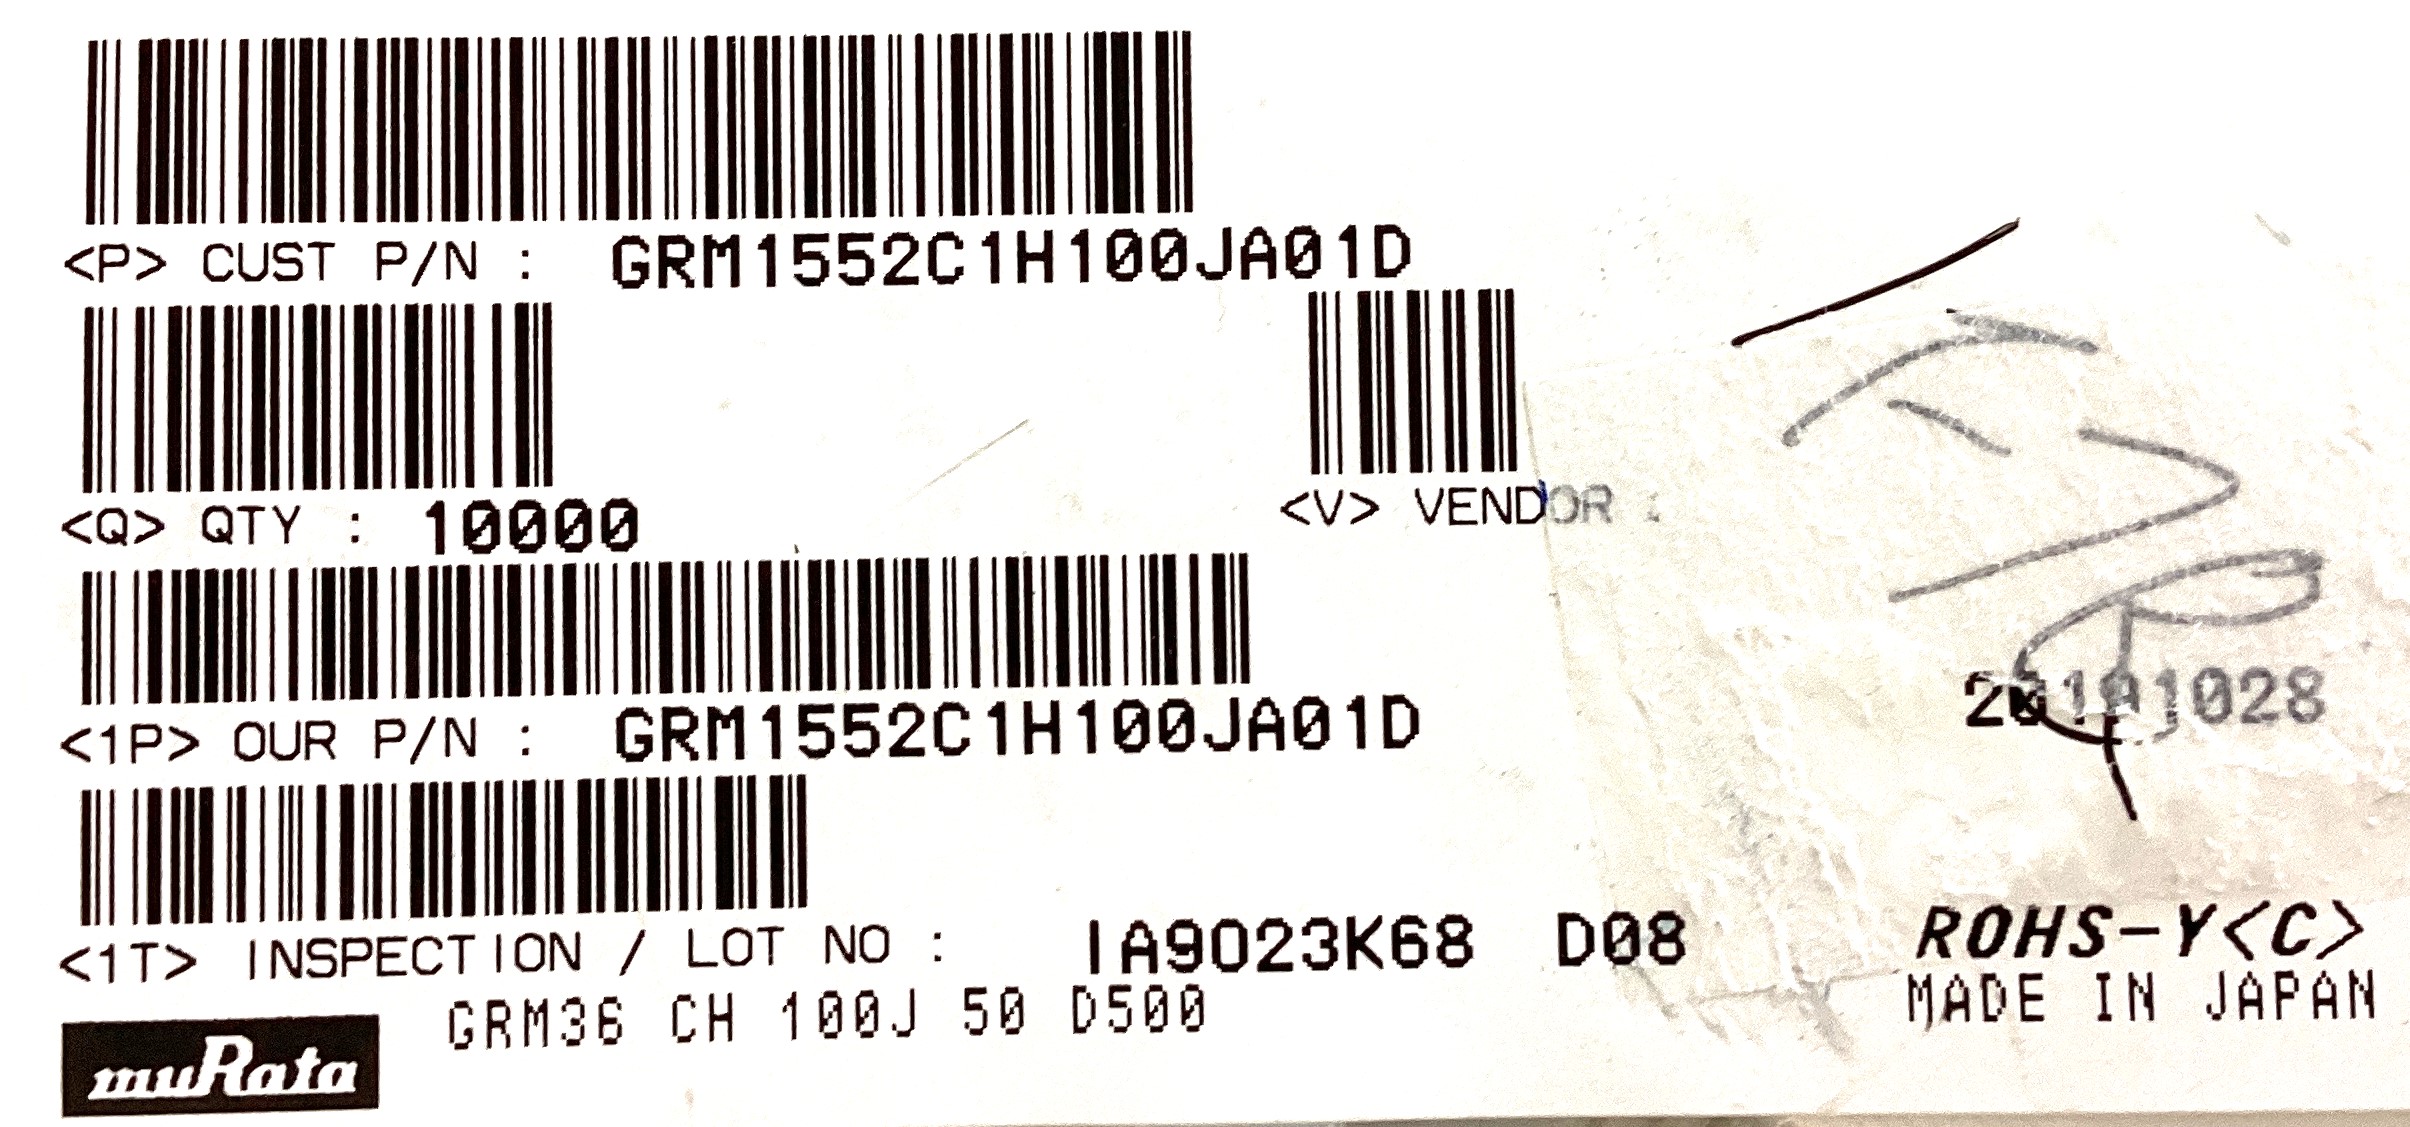 <P> CUST P/N : GRM1552C1H100JA01D
<Q> QTY : 10000
<V> VENDOR :
<1P> OUR P/N : GRM1552C1H100JA01D
<1T> INSPECTION / LOT NO : IA9023K68 D08
ROHS-Y<C>
GRM36 CH 100J 50 D500
MADE IN JAPAN
muRata